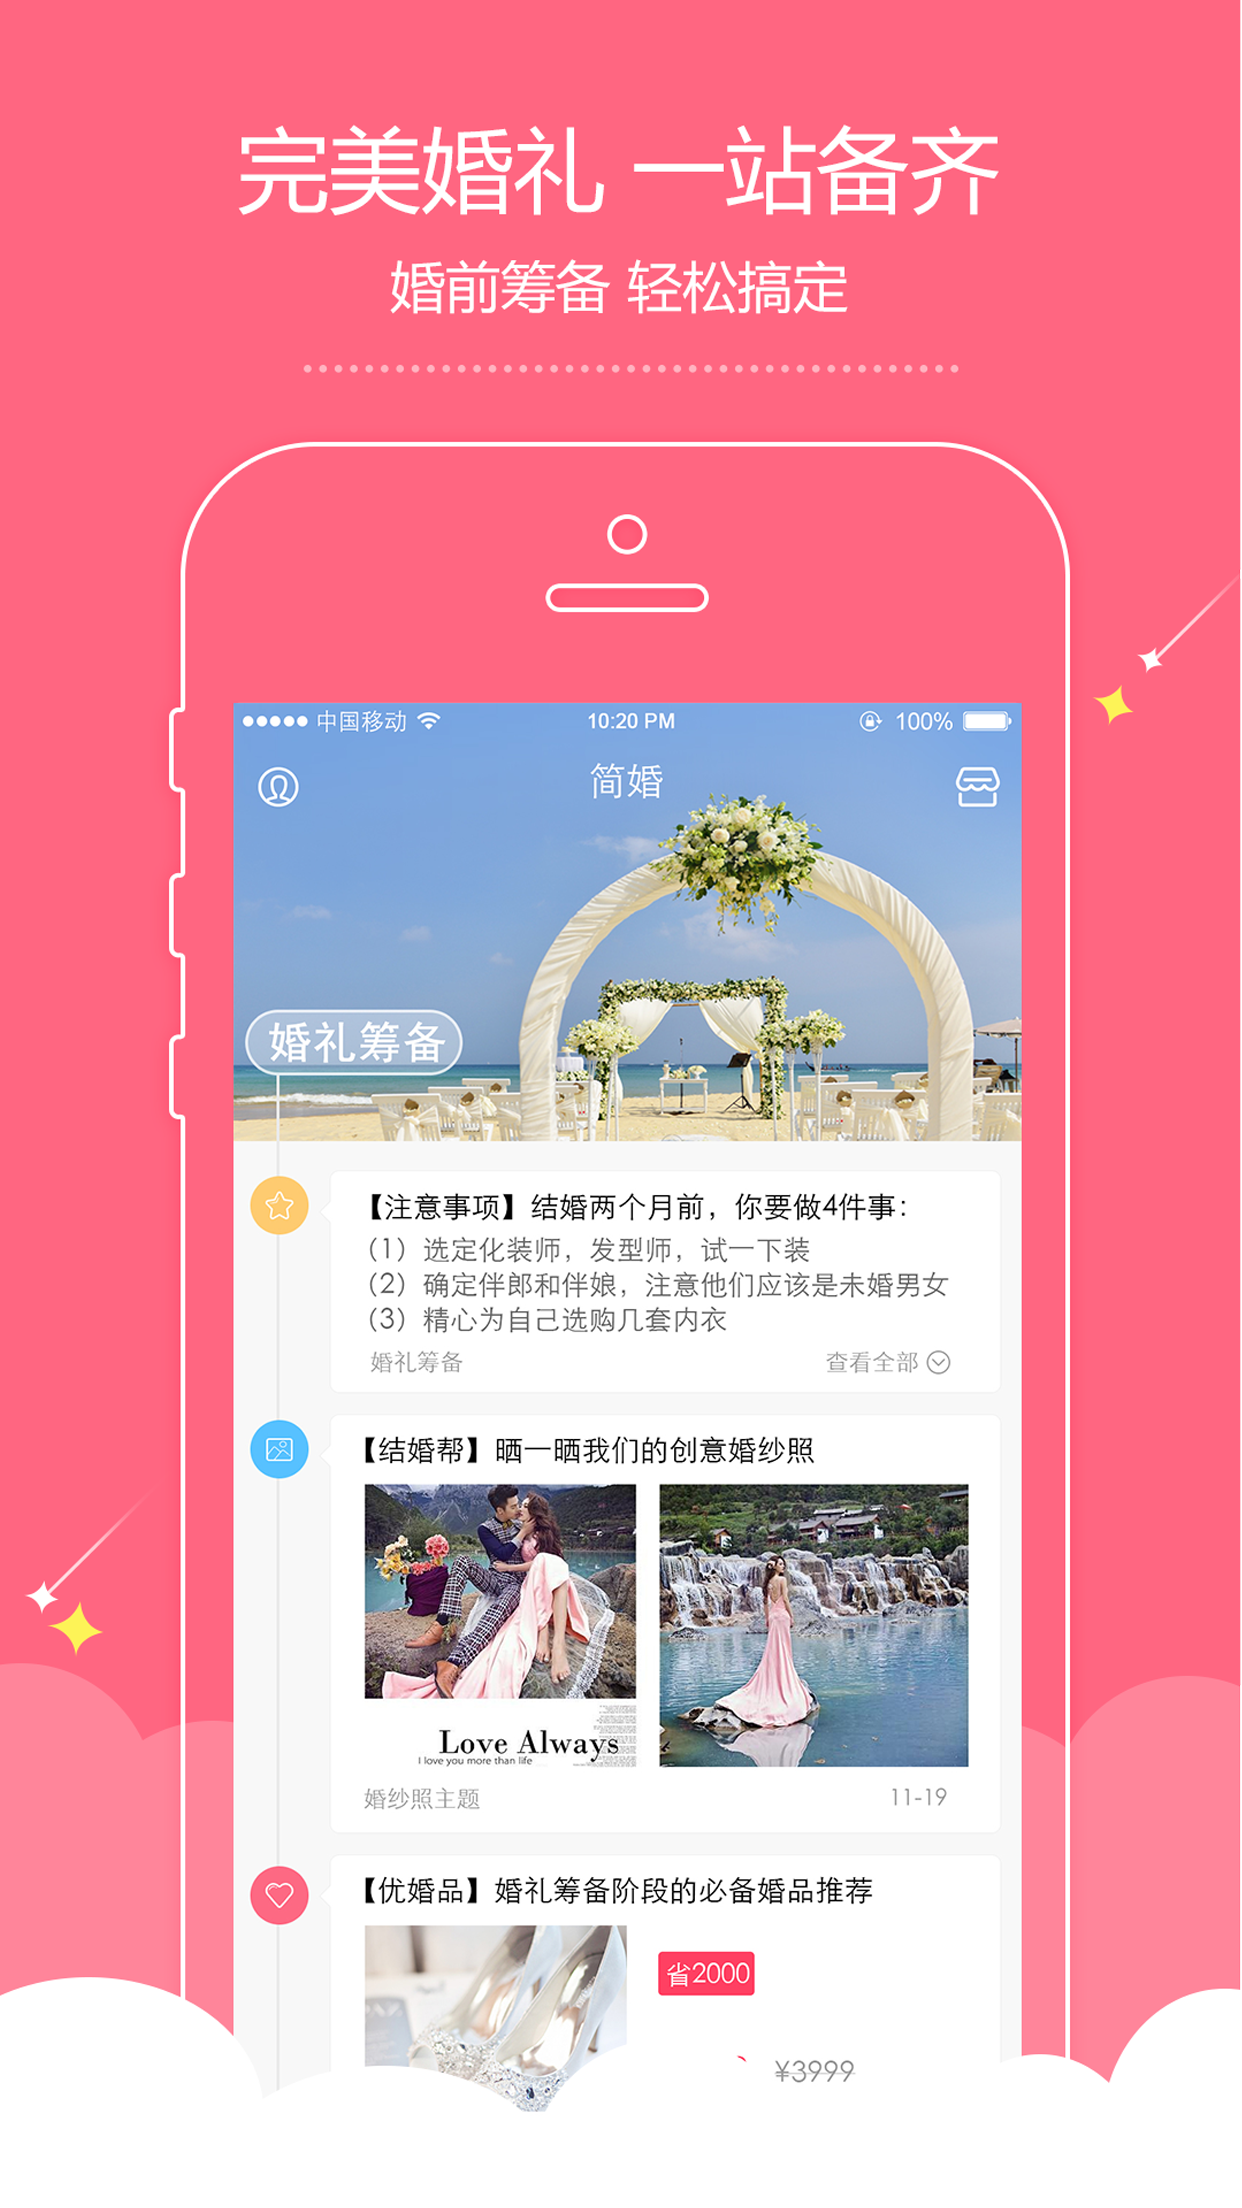 完美婚礼 一站备齐
婚前筹备 轻松搞定
中国移动 10:20 PM 100%
简婚
婚礼筹备
【注意事项】结婚两个月前，你要做4件事：
（1）选定化装师，发型师，试一下装
（2）确定伴郎和伴娘，注意他们应该是未婚男女
（3）精心为自己选购几套内衣
婚礼筹备 查看全部
【结婚帮】晒一晒我们的创意婚纱照
Love Always
I love you more than life
婚纱照主题 11-19
【优婚品】婚礼筹备阶段的必备婚品推荐
省2000
¥3999